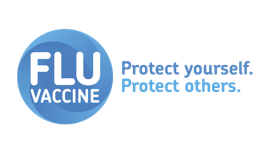 FLU
VACCINE
Protect yourself.
Protect others.